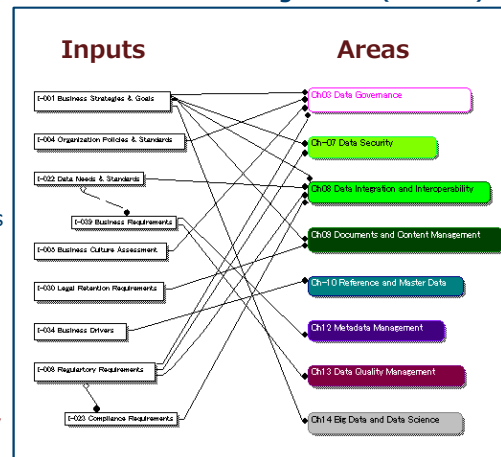 Inputs
Areas
I-001 Business Strategies & Goals
Ch03 Data Governance
I-004 Organization Policies & Standards
Ch-07 Data Security
I-022 Data Needs & Standards
Ch08 Data Integration and Interoperability
I-039 Business Requirements
Ch09 Documents and Content Management
I-005 Business Culture Assessment
I-030 Legal Retention Requirements
Ch-10 Reference and Master Data
I-034 Business Drivers
Ch12 Metadata Management
I-008 Regulartory Requirements
Ch13 Data Quality Management
I-023 Compliance Requirements
Ch14 Big Data and Data Science